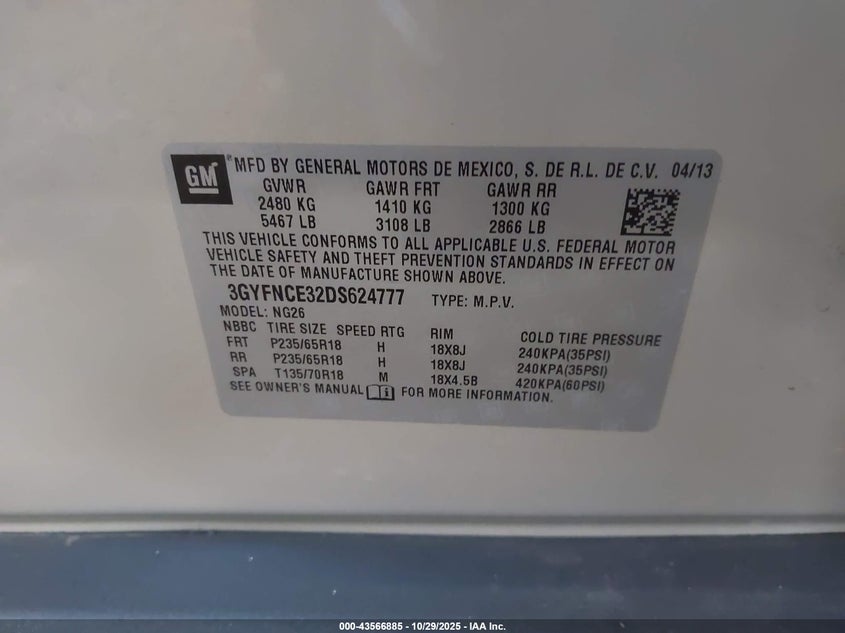 GM ® MFD BY GENERAL MOTORS DE MEXICO, S. DE R.L. DE C.V. 04/13
GVWR GAWR FRT GAWR RR
2480 KG 1410 KG 1300 KG
5467 LB 3108 LB 2866 LB
THIS VEHICLE CONFORMS TO ALL APPLICABLE U.S. FEDERAL MOTOR
VEHICLE SAFETY AND THEFT PREVENTION STANDARDS IN EFFECT ON
THE DATE OF MANUFACTURE SHOWN ABOVE.
3GYFNCE32DS624777 TYPE: M.P.V.
MODEL: NG26
NBBC TIRE SIZE SPEED RTG RIM COLD TIRE PRESSURE
FRT P235/65R18 H 18X8J 240KPA(35PSI)
RR P235/65R18 H 18X8J 240KPA(35PSI)
SPA T135/70R18 M 18X4.5B 420KPA(60PSI)
SEE OWNER'S MANUAL FOR MORE INFORMATION.
000-43566885 | 10/29/2025 - IAA Inc.